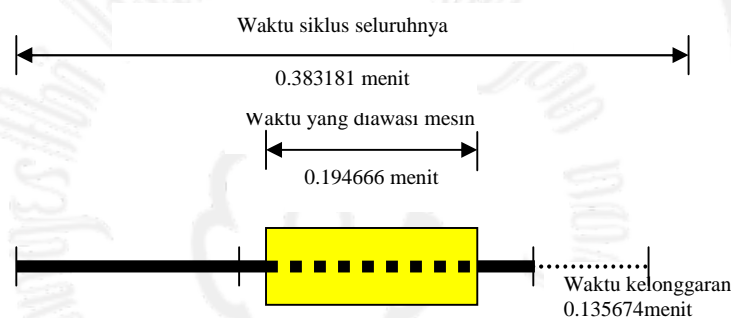 Waktu siklus seluruhnya
0.383181 menit
Waktu yang diawasi mesin
0.194666 menit
Waktu kelonggaran
0.135674menit